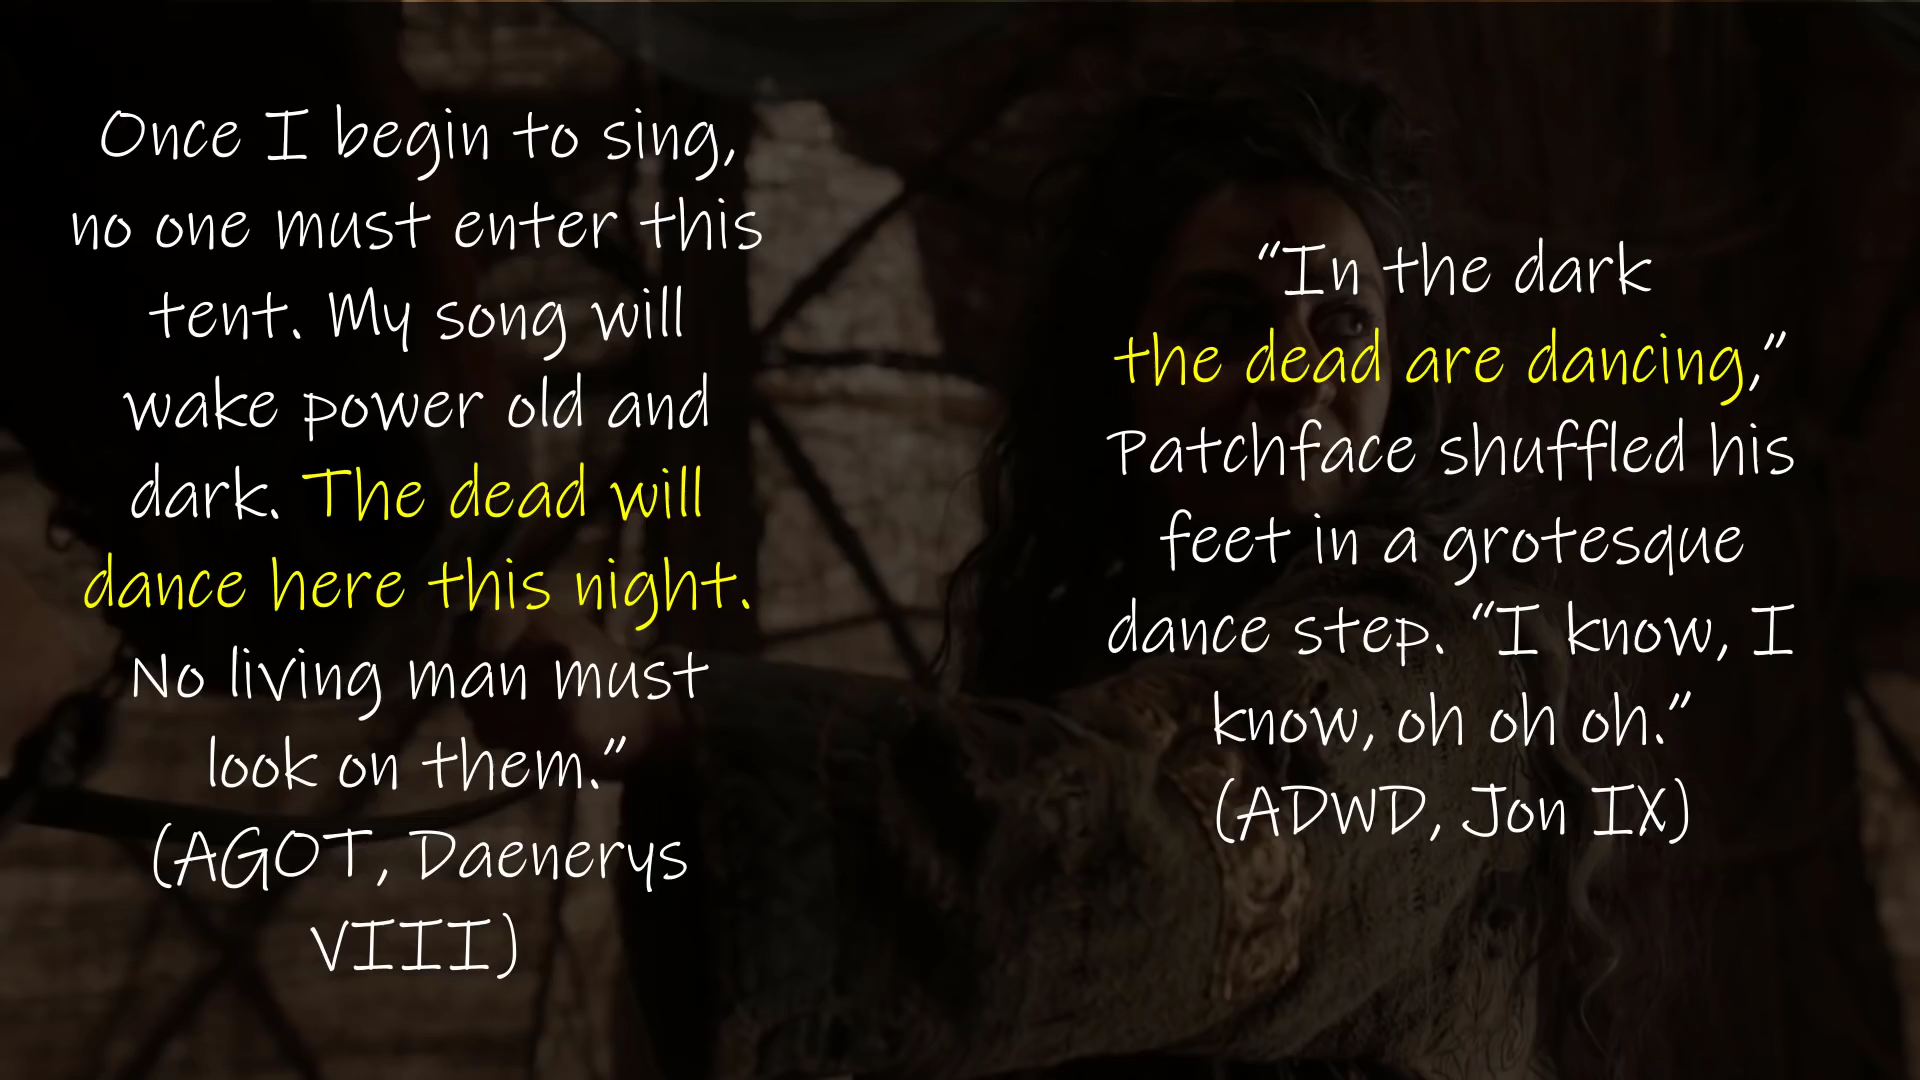 Once I begin to sing,
no one must enter this
tent. My song will
wake power old and
dark. The dead will
dance here this night.
No living man must
look on them.”
(AGOT, Daenerys
VIII)
“In the dark
the dead are dancing,”
Patchface shuffled his
feet in a grotesque
dance step. “I know, I
know, oh oh oh.”
(ADWD, Jon IX)